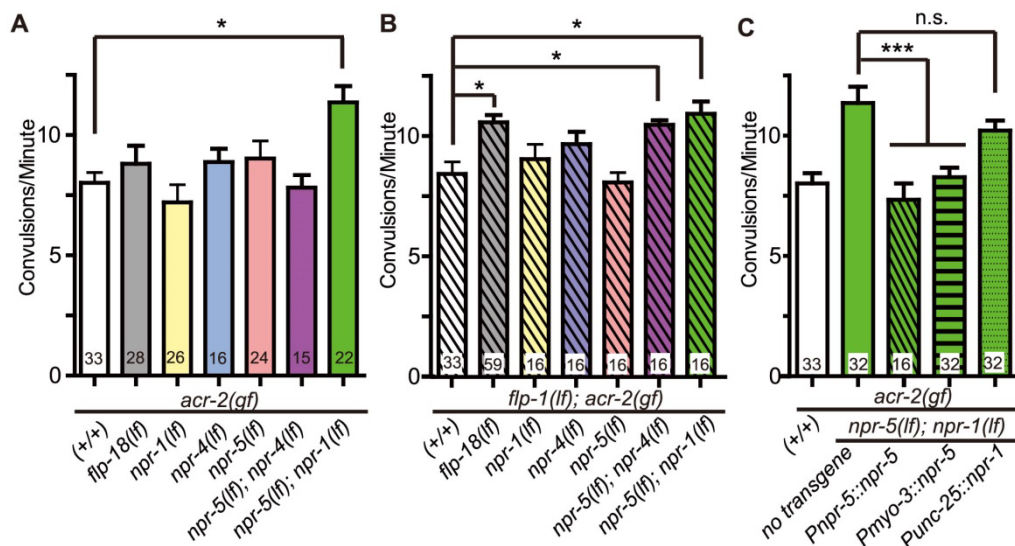 A
*
Convulsions/Minute
10
5
0
33
28
26
16
24
15
22
acr-2(gf)
(+/+)
flp-18(lf)
npr-1(lf)
npr-4(lf)
npr-5(lf)
npr-5(lf); npr-4(lf)
npr-5(lf); npr-1(lf)
B
*
*
*
Convulsions/Minute
10
5
0
33
59
16
16
16
16
16
flp-1(lf); acr-2(gf)
(+/+)
flp-18(lf)
npr-1(lf)
npr-4(lf)
npr-5(lf)
npr-5(lf); npr-4(lf)
npr-5(lf); npr-1(lf)
C
n.s.
***
Convulsions/Minute
10
5
0
33
32
16
32
32
acr-2(gf)
(+/+)
npr-5(lf); npr-1(lf)
no transgene
Pnpr-5::npr-5
Pmyo-3::npr-5
Punc-25::npr-1